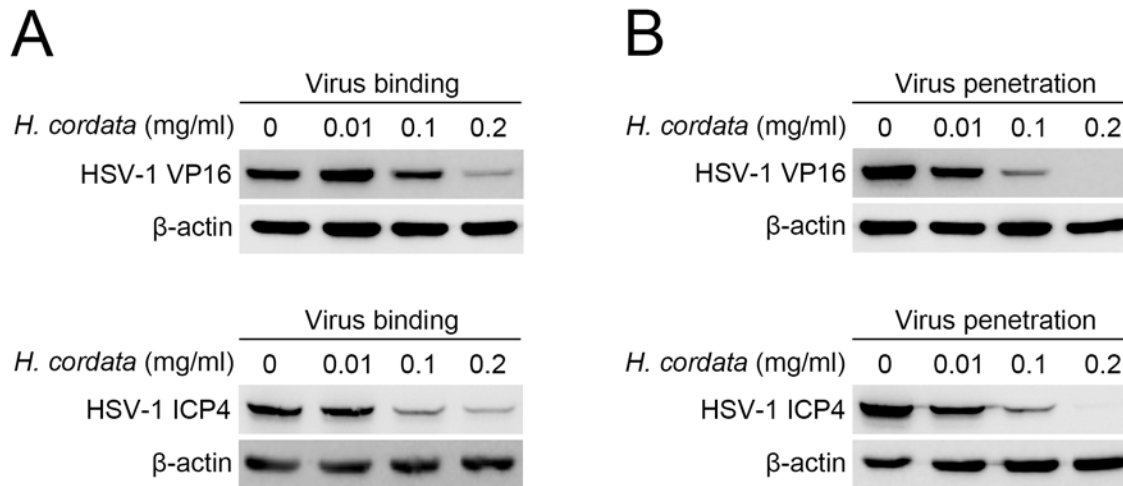 A
Virus binding
H. cordata (mg/ml) 0 0.01 0.1 0.2
HSV-1 VP16
β-actin
Virus binding
H. cordata (mg/ml) 0 0.01 0.1 0.2
HSV-1 ICP4
β-actin
B
Virus penetration
H. cordata (mg/ml) 0 0.01 0.1 0.2
HSV-1 VP16
β-actin
Virus penetration
H. cordata (mg/ml) 0 0.01 0.1 0.2
HSV-1 ICP4
β-actin